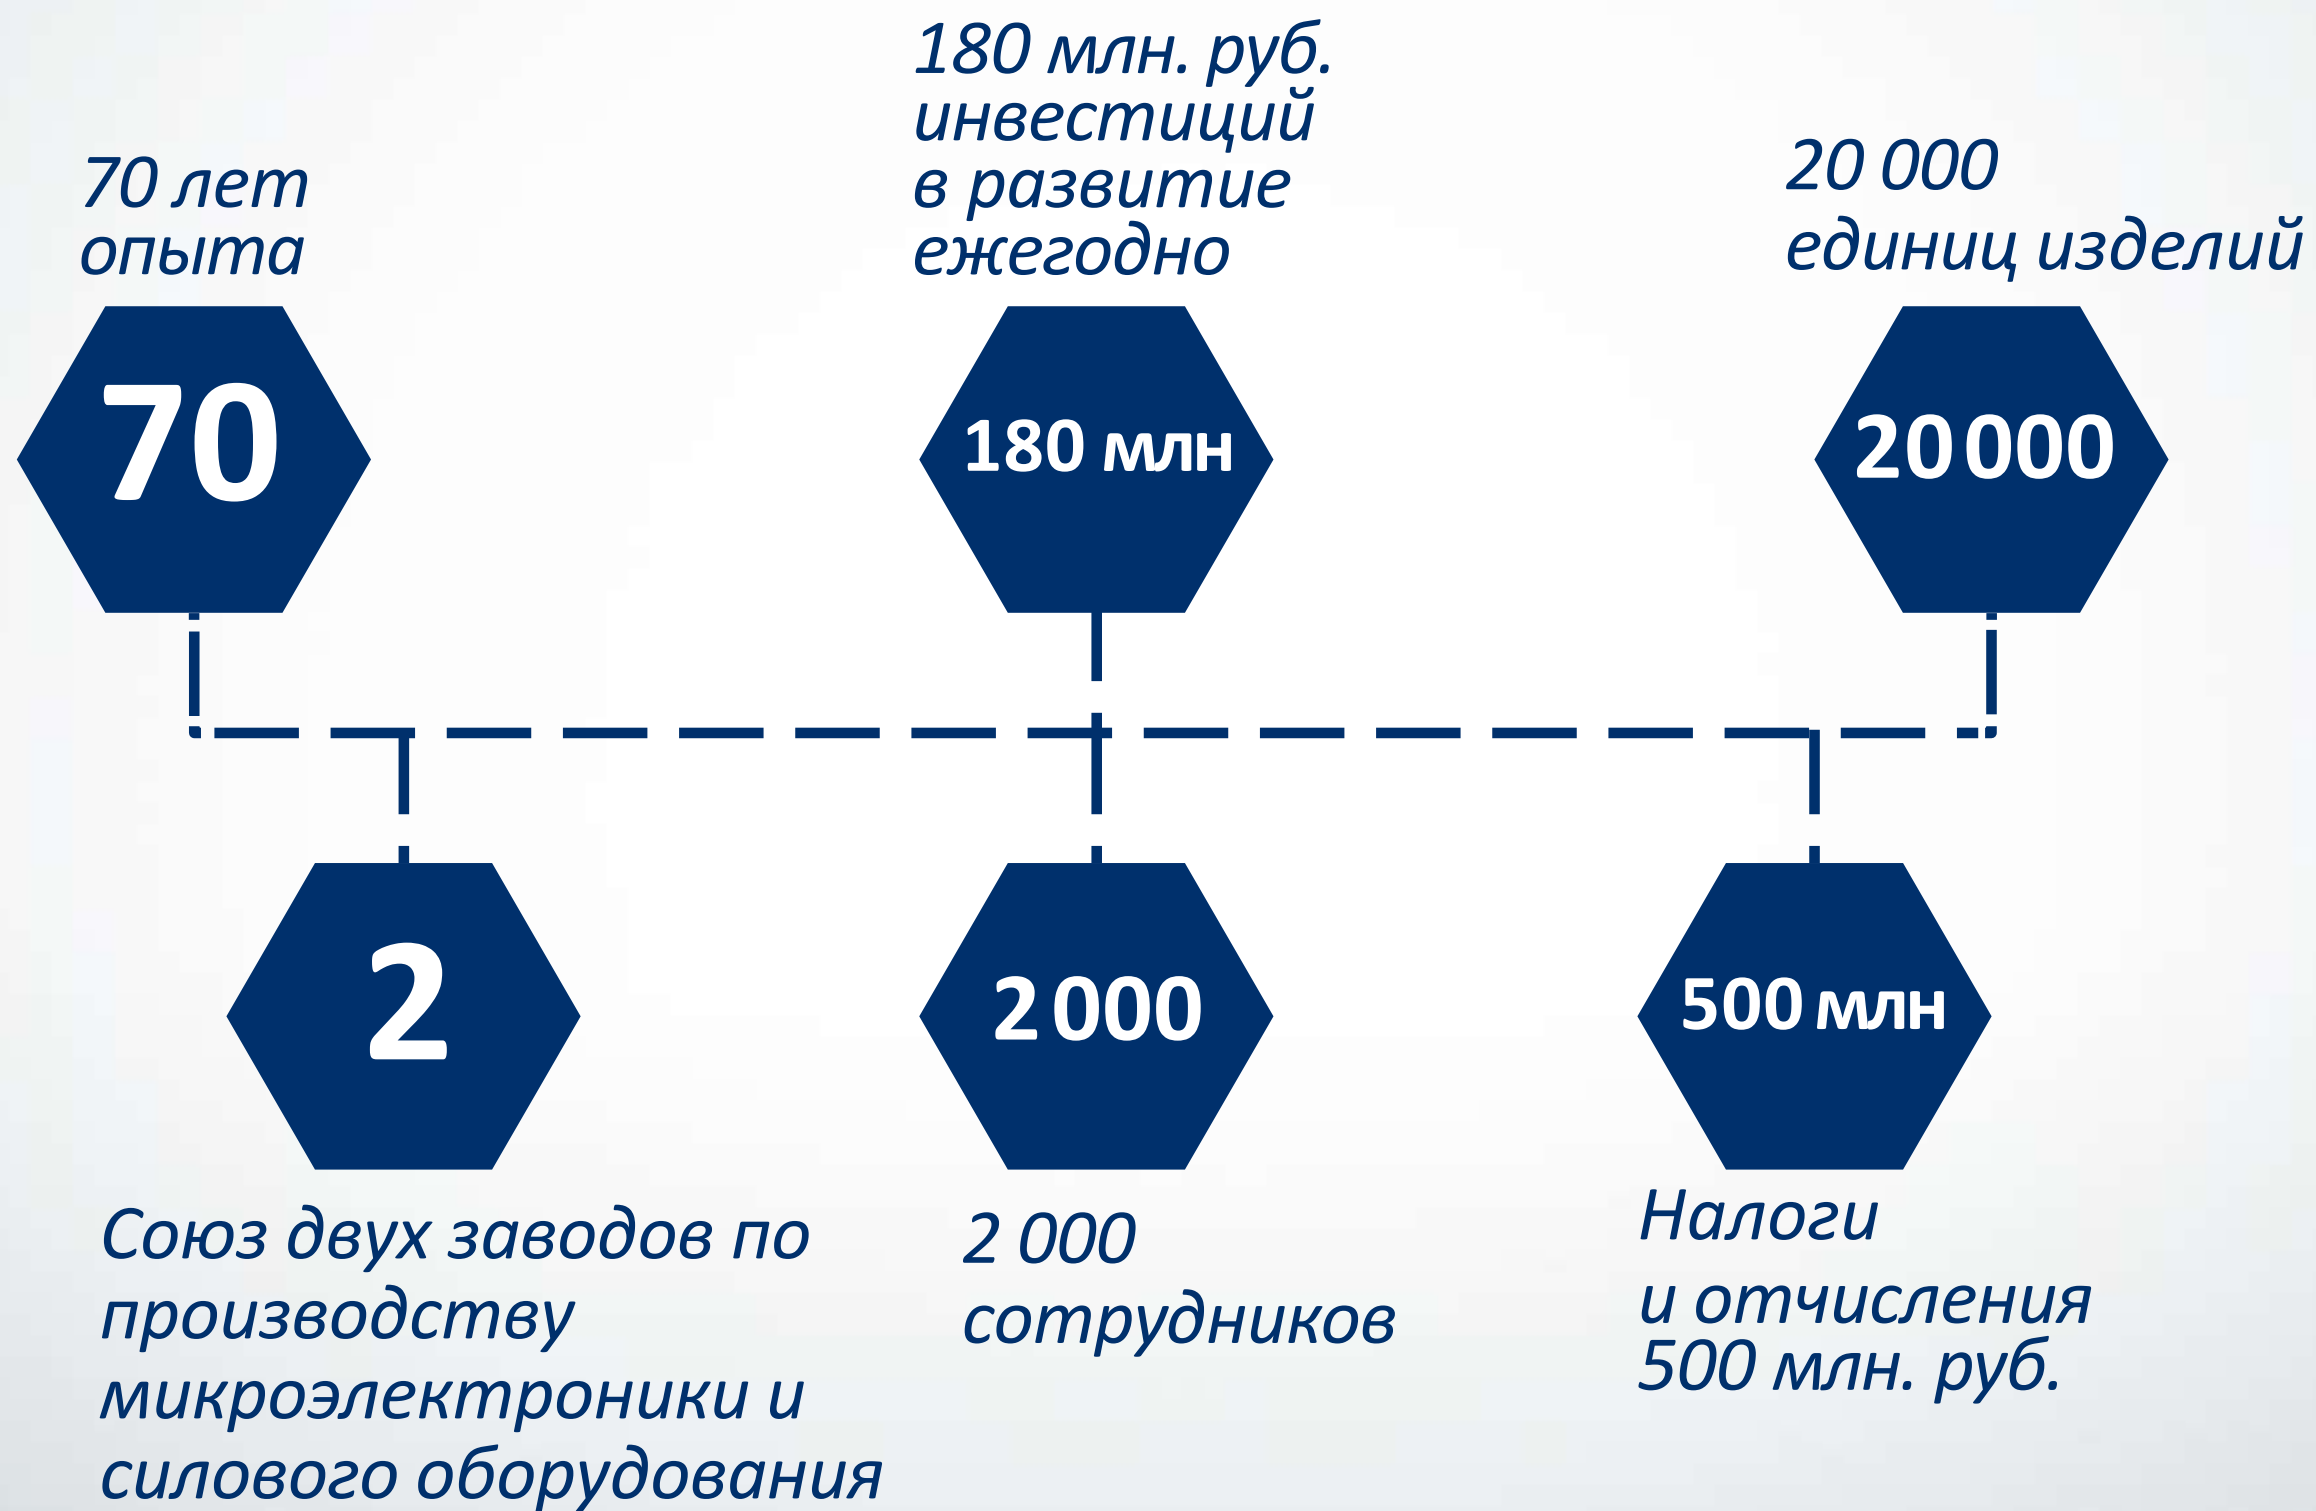 70 лет
опыта
70
180 млн. руб.
инвестиций
в развитие
ежегодно
180 млн
20 000
единиц изделий
20 000
2
Союз двух заводов по
производству
микроэлектроники и
силового оборудования
2 000
2 000
сотрудников
500 млн
Налоги
и отчисления
500 млн. руб.